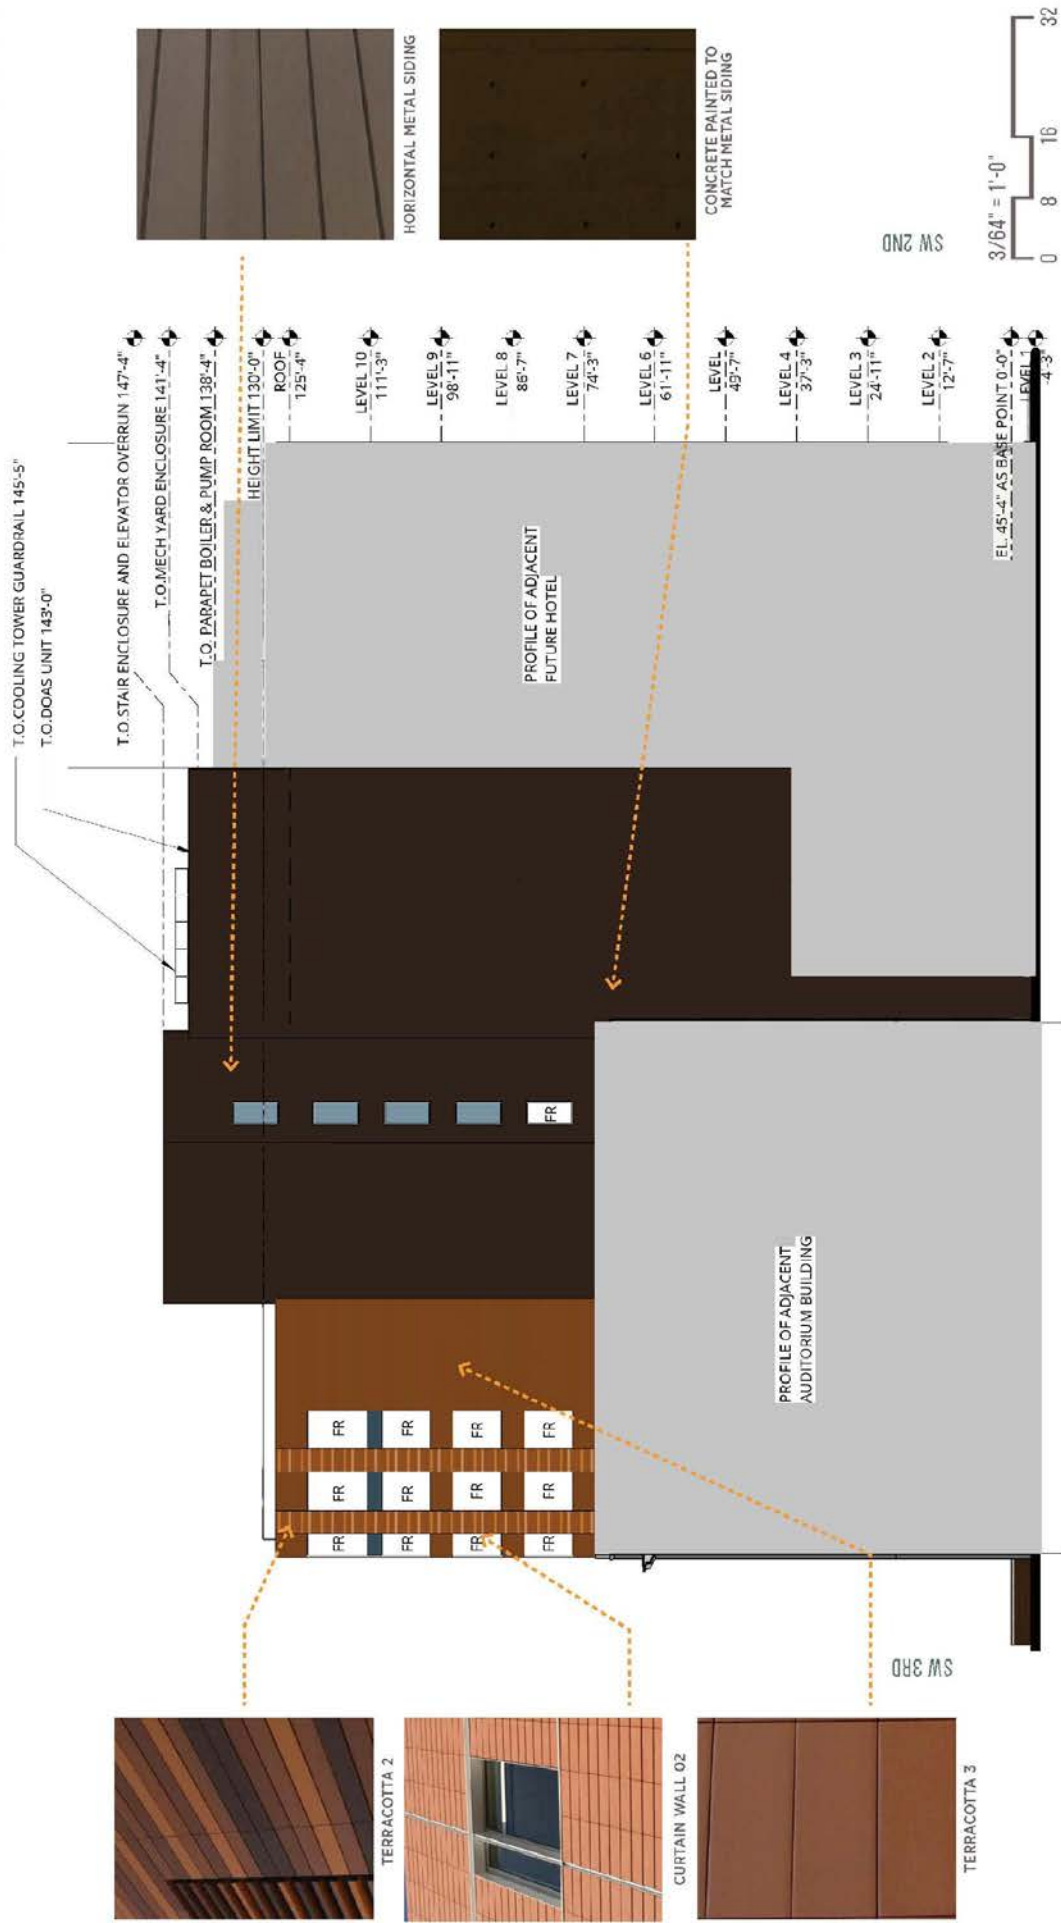 T.O.COOLING TOWER GUARDRAIL 145'-5"
T.O.DOAS UNIT 143'-0"
T.O.STAIR ENCLOSURE AND ELEVATOR OVERRUN 147'-4"
T.O.MECH YARD ENCLOSURE 141'-4"
T.O. PARAPET BOILER & PUMP ROOM 138'-4"
HEIGHT LIMIT 130'-0"
ROOF
125'-4"
LEVEL 10
111'-3"
LEVEL 9
98'-11"
LEVEL 8
86'-7"
LEVEL 7
74'-3"
LEVEL 6
61'-11"
LEVEL
49'-7"
LEVEL 4
37'-3"
LEVEL 3
24'-11"
LEVEL 2
12'-7"
EL. 45'-4" AS BASE POINT 0'-0"
LEVEL 1
-4'-3"
TERRACOTTA 2
CURTAIN WALL 02
TERRACOTTA 3
HORIZONTAL METAL SIDING
CONCRETE PAINTED TO
MATCH METAL SIDING
FR
FR
FR
FR
FR
FR
FR
FR
FR
FR
FR
FR
FR
PROFILE OF ADJACENT
AUDITORIUM BUILDING
PROFILE OF ADJACENT
FUTURE HOTEL
SW 3RD
SW 2ND
3/64" = 1'-0"
0 8 16 32